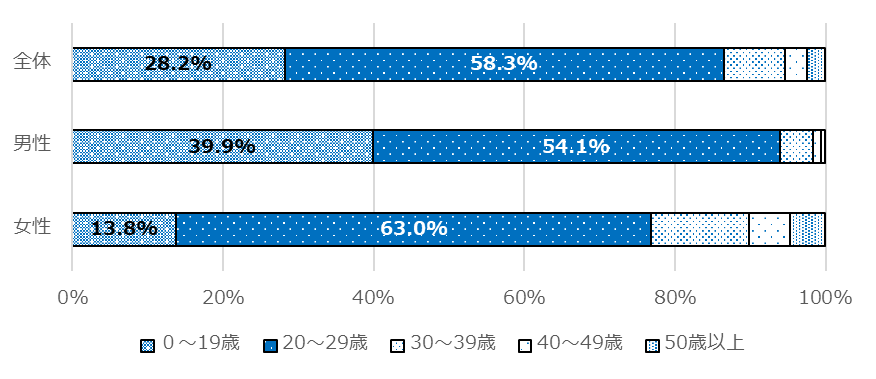 全体 28.2% 58.3%
男性 39.9% 54.1%
女性 13.8% 63.0%
0% 20% 40% 60% 80% 100%
０～19歳 20～29歳 30～39歳 40～49歳 50歳以上